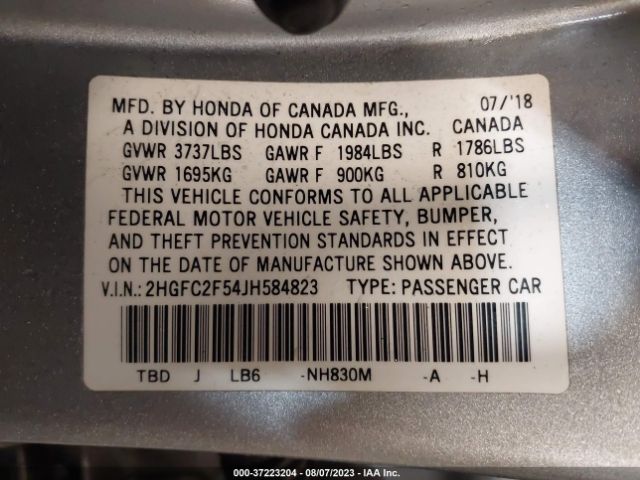 MFD. BY HONDA OF CANADA MFG., 07/'18
A DIVISION OF HONDA CANADA INC. CANADA
GVWR 3737LBS GAWR F 1984LBS R 1786LBS
GVWR 1695KG GAWR F 900KG R 810KG
THIS VEHICLE CONFORMS TO ALL APPLICABLE
FEDERAL MOTOR VEHICLE SAFETY, BUMPER,
AND THEFT PREVENTION STANDARDS IN EFFECT
ON THE DATE OF MANUFACTURE SHOWN ABOVE.
V.I.N.: 2HGFC2F54JH584823 TYPE: PASSENGER CAR
TBD J LB6 -NH830M -A -H
000-37223204 - 08/07/2023 - IAA Inc.